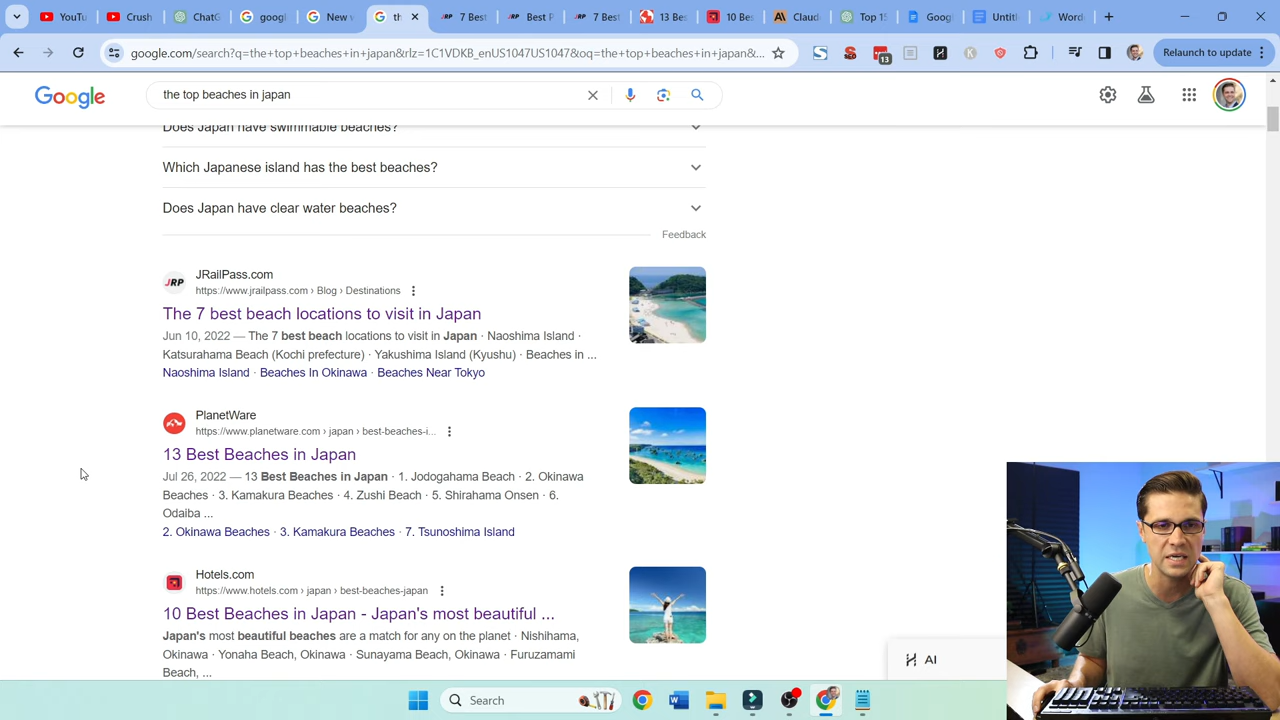 YouT
Crush
ChatG
goog
New y
th
7 Be
Best P
7 Best
13 Bes
10 Bes
Claud
Top 15
Goog
Untit
Word
google.com/search?q=the+top+beaches+in+japan&rlz=1C1VDKB_enUS1047US1047&oq=the+top+beaches+in+japan&...
13
Relaunch to update
Google
the top beaches in japan
Does Japan have swimmable beaches?
Which Japanese island has the best beaches?
Does Japan have clear water beaches?
Feedback
JRP
JRailPass.com
https://www.jrailpass.com › Blog › Destinations
The 7 best beach locations to visit in Japan
Jun 10, 2022 — The 7 best beach locations to visit in Japan · Naoshima Island ·
Katsurahama Beach (Kochi prefecture) · Yakushima Island (Kyushu) · Beaches in ...
Naoshima Island · Beaches In Okinawa · Beaches Near Tokyo
PlanetWare
https://www.planetware.com › japan › best-beaches-i...
13 Best Beaches in Japan
Jul 26, 2022 — 13 Best Beaches in Japan · 1. Jodogahama Beach · 2. Okinawa
Beaches · 3. Kamakura Beaches · 4. Zushi Beach · 5. Shirahama Onsen · 6.
Odaiba ...
2. Okinawa Beaches · 3. Kamakura Beaches · 7. Tsunoshima Island
Hotels.com
https://www.hotels.com › japan › best-beaches-japan
10 Best Beaches in Japan - Japan's most beautiful ...
Japan's most beautiful beaches are a match for any on the planet · Nishihama,
Okinawa · Yonaha Beach, Okinawa · Sunayama Beach, Okinawa · Furuzamami
Beach, ...
AI
Search